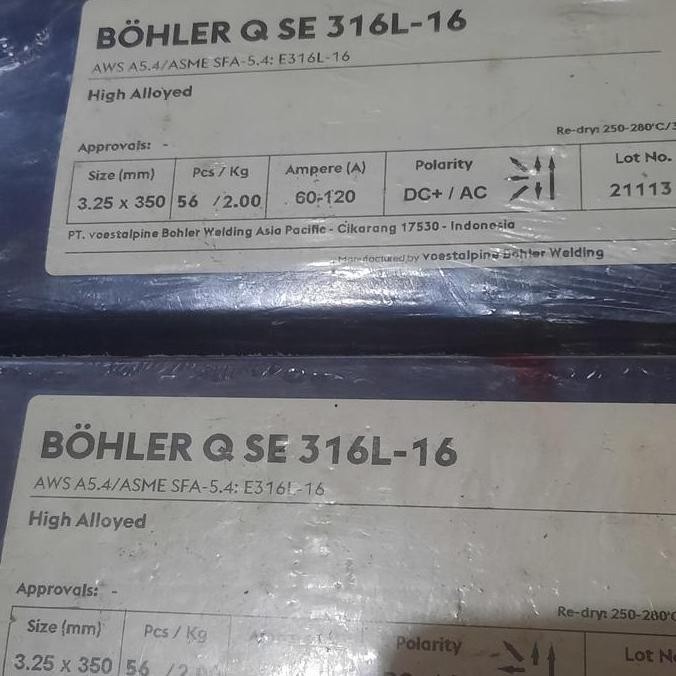 BÖHLER Q SE 316L-16
AWS A5.4/ASME SFA-5.4: E316L-16
High Alloyed
Re-dry: 250-280°C/3
Approvals: -
Size (mm) Pcs / Kg Ampere (A) Polarity Lot No.
3.25 x 350 56 /2.00 60-120 DC+ / AC 21113
PT. voestalpine Bohler Welding Asia Pacific - Cikarang 17530 - Indonesia
Manufactured by voestalpine Bohler Welding
BÖHLER Q SE 316L-16
AWS A5.4/ASME SFA-5.4: E316L-16
High Alloyed
Approvals: -
Re-dry: 250-280°C
Size (mm) Pcs / Kg Polarity Lot N
3.25 x 350 56